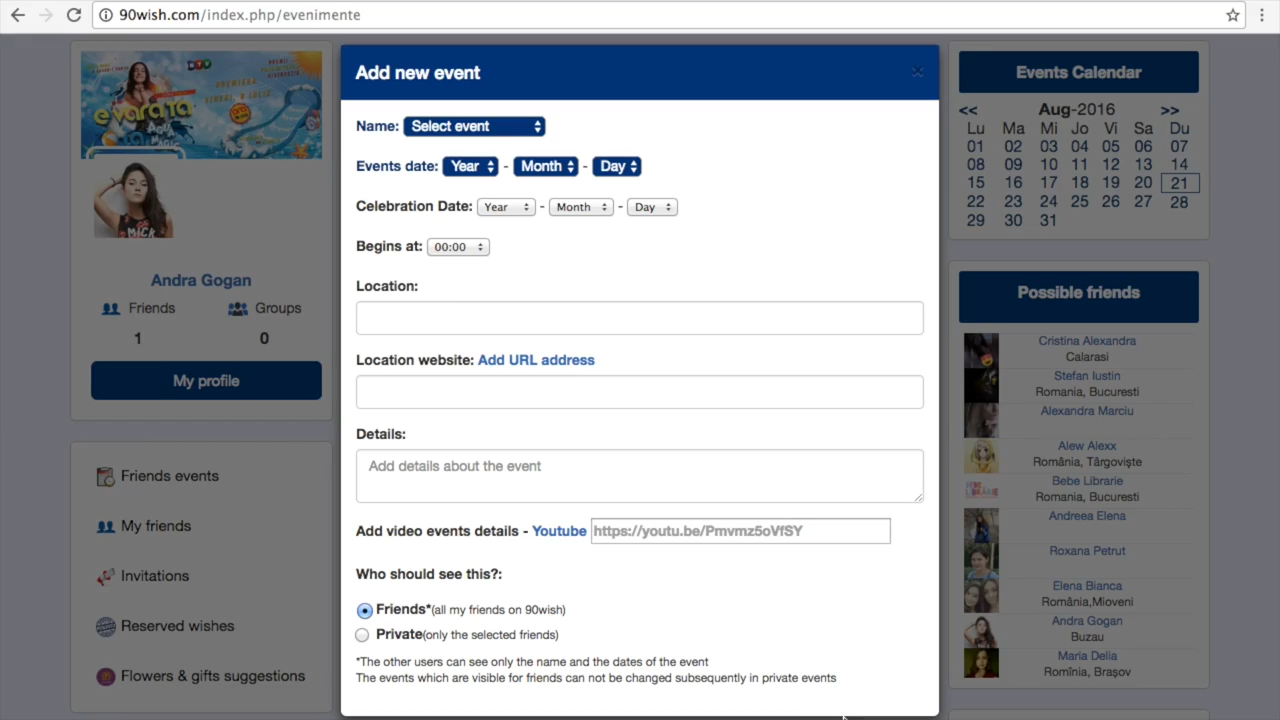 90wish.com/index.php/evenimente
evarata
AQUA
MAGIC
MICK
Andra Gogan
Friends
Groups
1
0
My profile
Friends events
My friends
Invitations
Reserved wishes
Flowers & gifts suggestions
Add new event
×
Name: Select event
Events date: Year - Month - Day
Celebration Date: Year - Month - Day
Begins at: 00:00
Location:
Location website: Add URL address
Details:
Add details about the event
Add video events details - Youtube https://youtu.be/Pmvmz5oVfSY
Who should see this?:
Friends*(all my friends on 90wish)
Private(only the selected friends)
*The other users can see only the name and the dates of the event
The events which are visible for friends can not be changed subsequently in private events
Events Calendar
<< Aug-2016 >>
Lu Ma Mi Jo Vi Sa Du
01 02 03 04 05 06 07
08 09 10 11 12 13 14
15 16 17 18 19 20 21
22 23 24 25 26 27 28
29 30 31
Possible friends
Cristina Alexandra
Calarasi
Stefan Iustin
Romania, Bucuresti
Alexandra Marciu
Alew Alexx
România, Târgovişte
Bebe Librarie
Romania, Bucuresti
Andreea Elena
Roxana Petrut
Elena Bianca
România,Mioveni
Andra Gogan
Buzau
Maria Delia
Romînia, Braşov